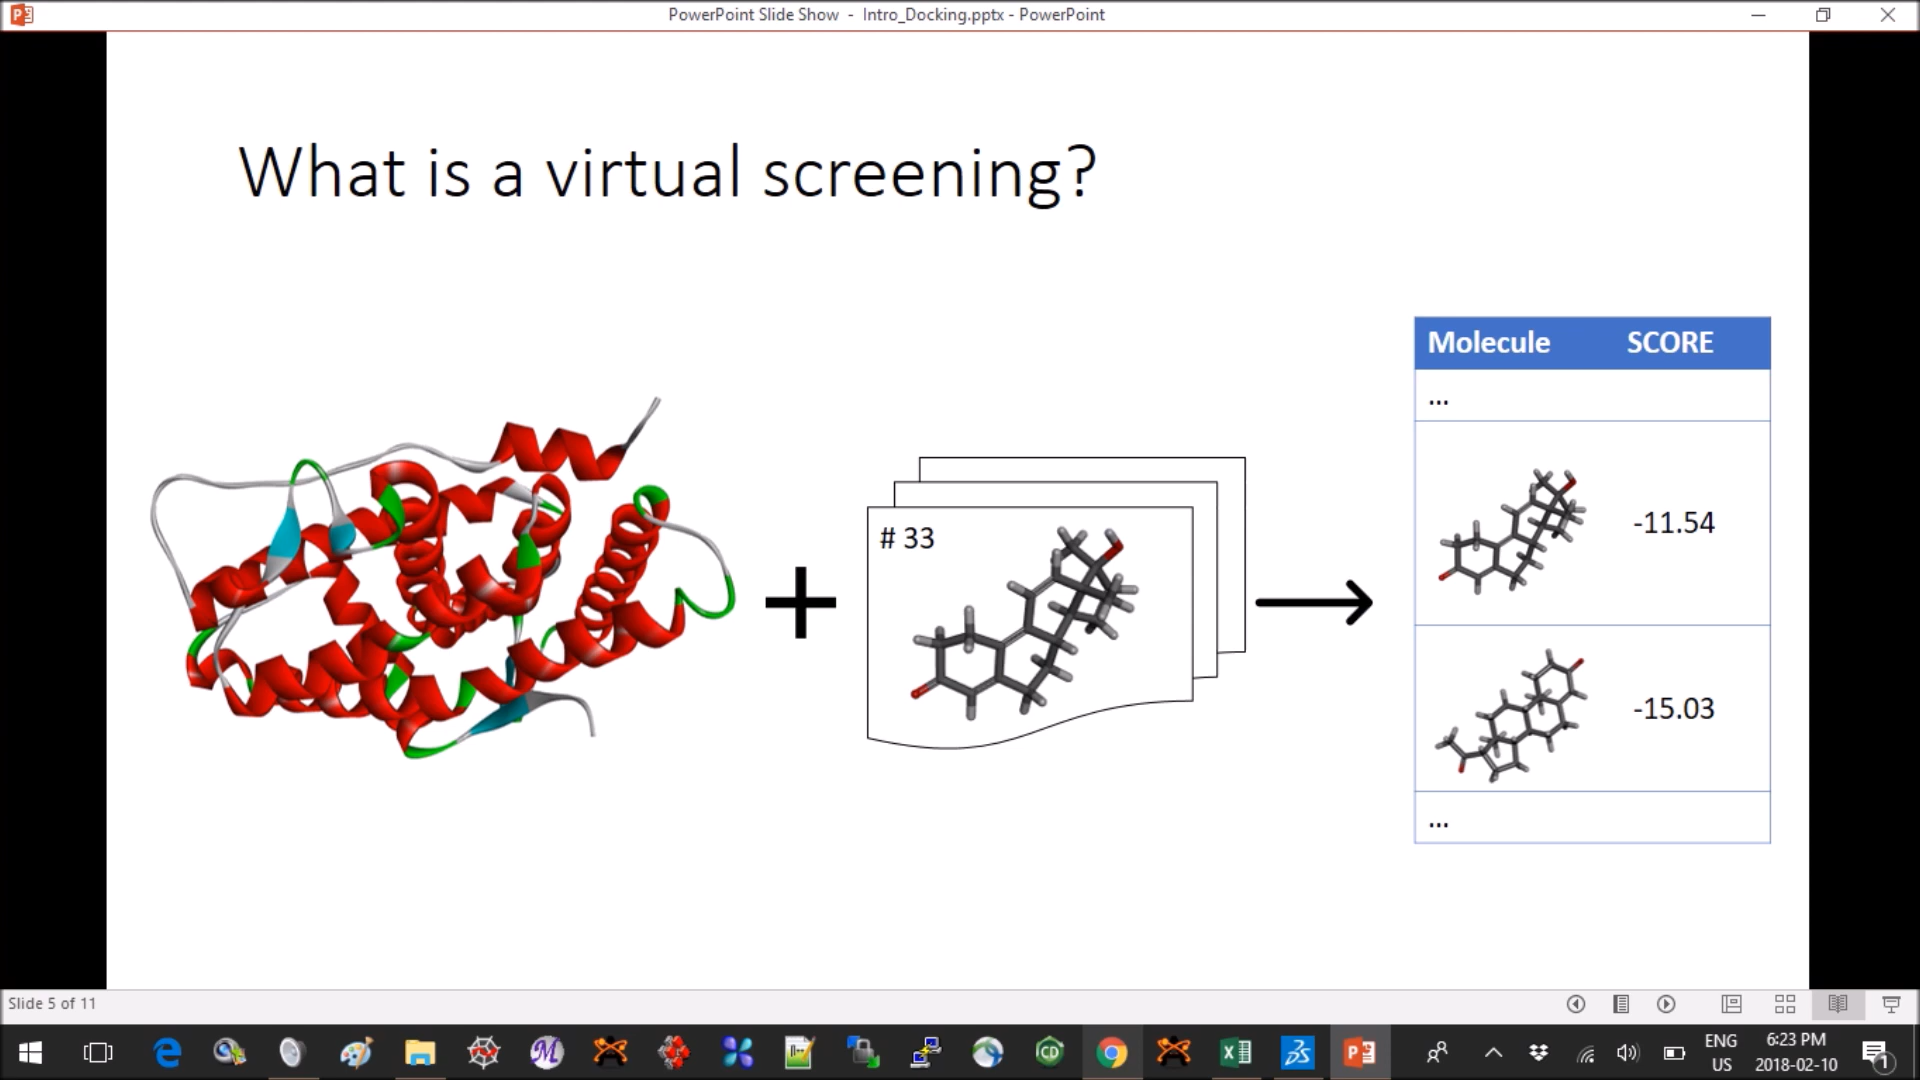 PowerPoint Slide Show - Intro_Docking.pptx - PowerPoint
What is a virtual screening?
Molecule SCORE
...
# 33
-11.54
-15.03
...
Slide 5 of 11
ENG
US
6:23 PM
2018-02-10
1